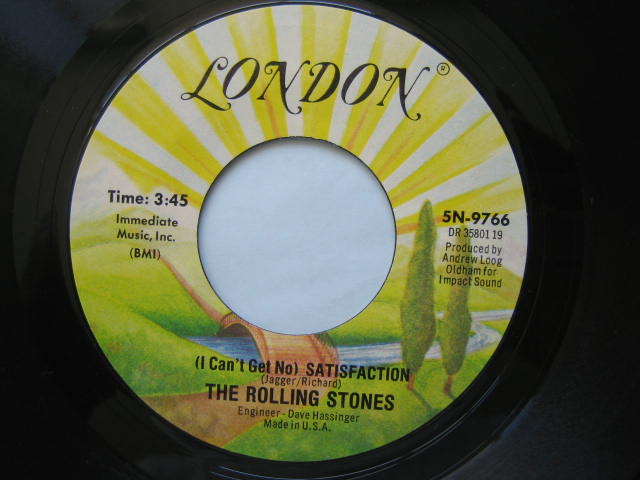 LONDON®
Time: 3:45
Immediate
Music, Inc.
(BMI)
5N-9766
DR 35801 19
Produced by
Andrew Loog
Oldham for
Impact Sound
(I Can't Get No) SATISFACTION
(Jagger/Richard)
THE ROLLING STONES
Engineer - Dave Hassinger
Made in U.S.A.